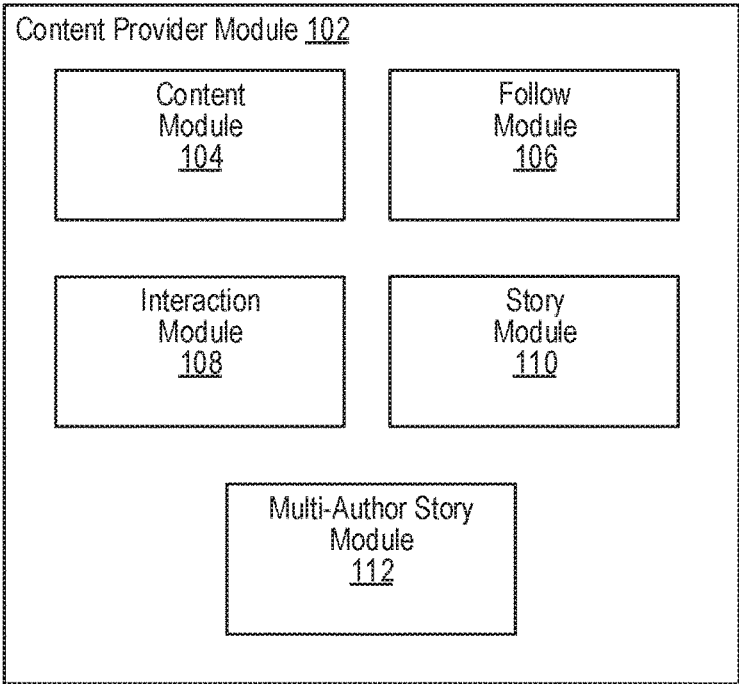 Content Provider Module 102
Content
Module
104
Follow
Module
106
Interaction
Module
108
Story
Module
110
Multi-Author Story
Module
112